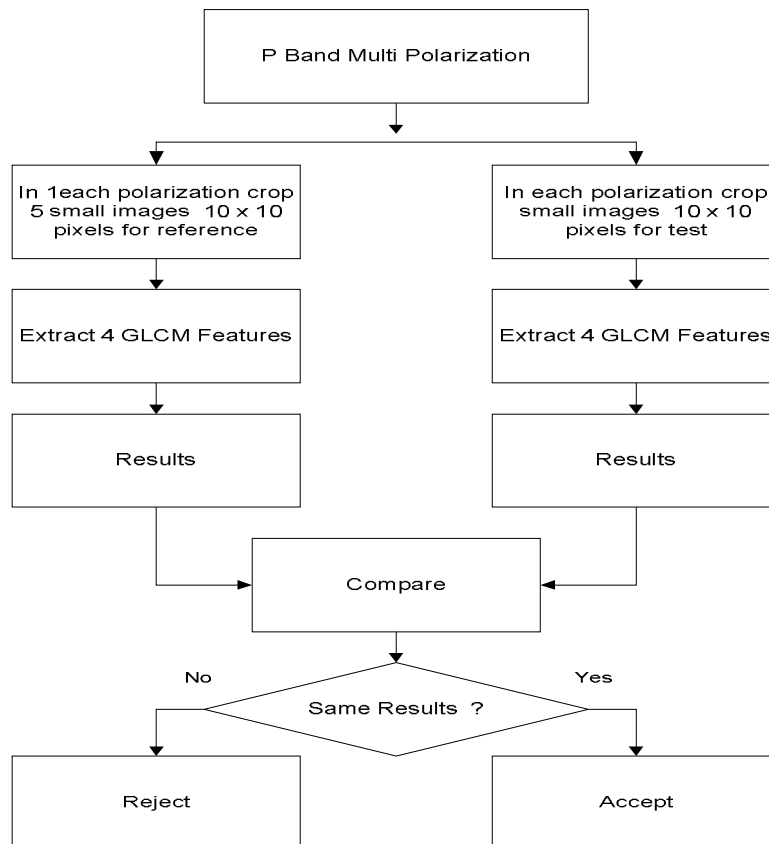 P Band Multi Polarization
In 1each polarization crop
5 small images 10 x 10
pixels for reference
In each polarization crop
small images 10 x 10
pixels for test
Extract 4 GLCM Features
Extract 4 GLCM Features
Results
Results
Compare
No
Yes
Same Results ?
Reject
Accept